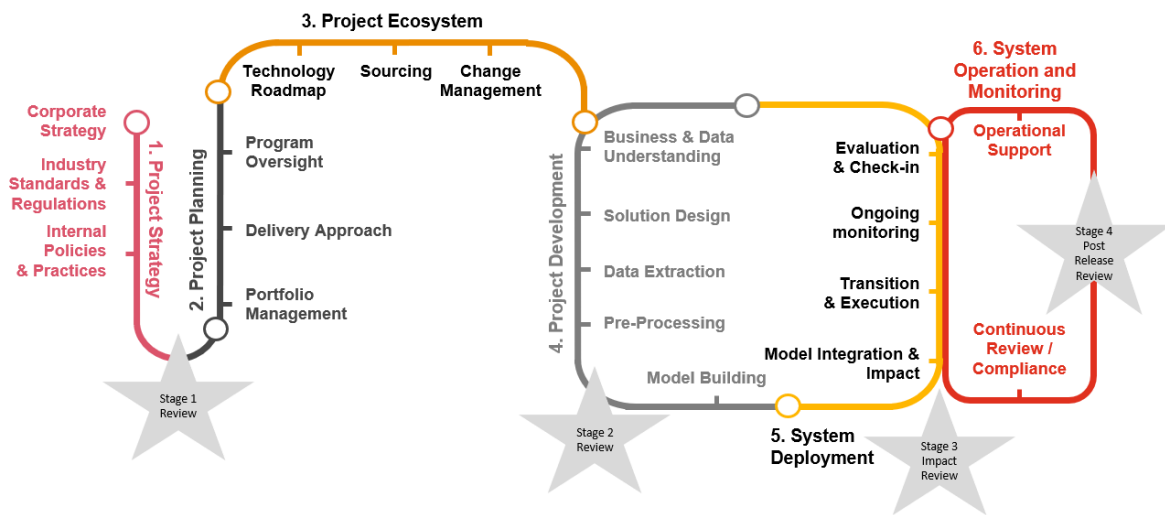 3. Project Ecosystem
Technology
Roadmap
Sourcing
Change
Management
Corporate
Strategy
Industry
Standards &
Regulations
Internal
Policies
& Practices
1. Project Strategy
2. Project Planning
Program
Oversight
Delivery Approach
Portfolio
Management
Stage 1
Review
4. Project Development
Business & Data
Understanding
Solution Design
Data Extraction
Pre-Processing
Model Building
Stage 2
Review
Evaluation
& Check-in
Ongoing
monitoring
Transition
& Execution
Model Integration &
Impact
5. System
Deployment
Stage 3
Impact
Review
6. System
Operation and
Monitoring
Operational
Support
Continuous
Review /
Compliance
Stage 4
Post
Release
Review